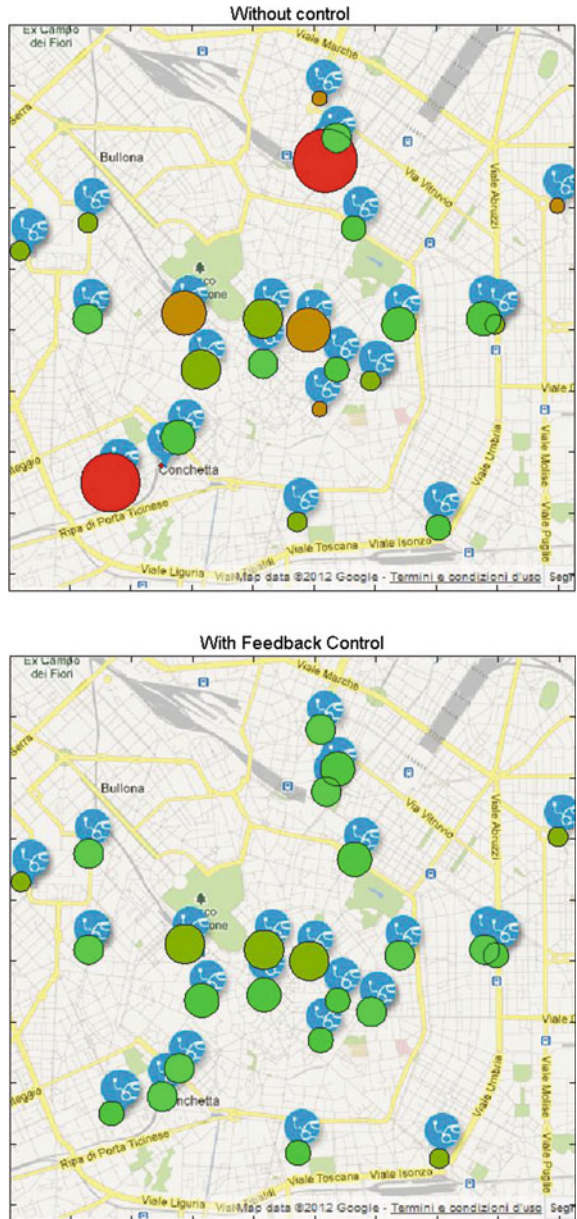 Without control
Ex Campo
dei Fiori
Viale Marche
Serra
Bullona
Via Vitruvio
Viale Abruzzi
Conchetta
Viale Umbria
Viale Molise - Viale Puglie
Ripa di Porta Ticinese
Viale Toscana
Viale Isonzo
Viale Liguria
Map data ©2012 Google - Termini e condizioni d'uso
With Feedback Control
Ex Campo
dei Fiori
Viale Marche
Serra
Bullona
Via Vitruvio
Viale Abruzzi
Viale Umbria
Viale Molise - Viale Puglie
Ripa di Porta Ticinese
Viale Toscana
Viale Isonzo
Viale Liguria
Map data ©2012 Google - Termini e condizioni d'uso